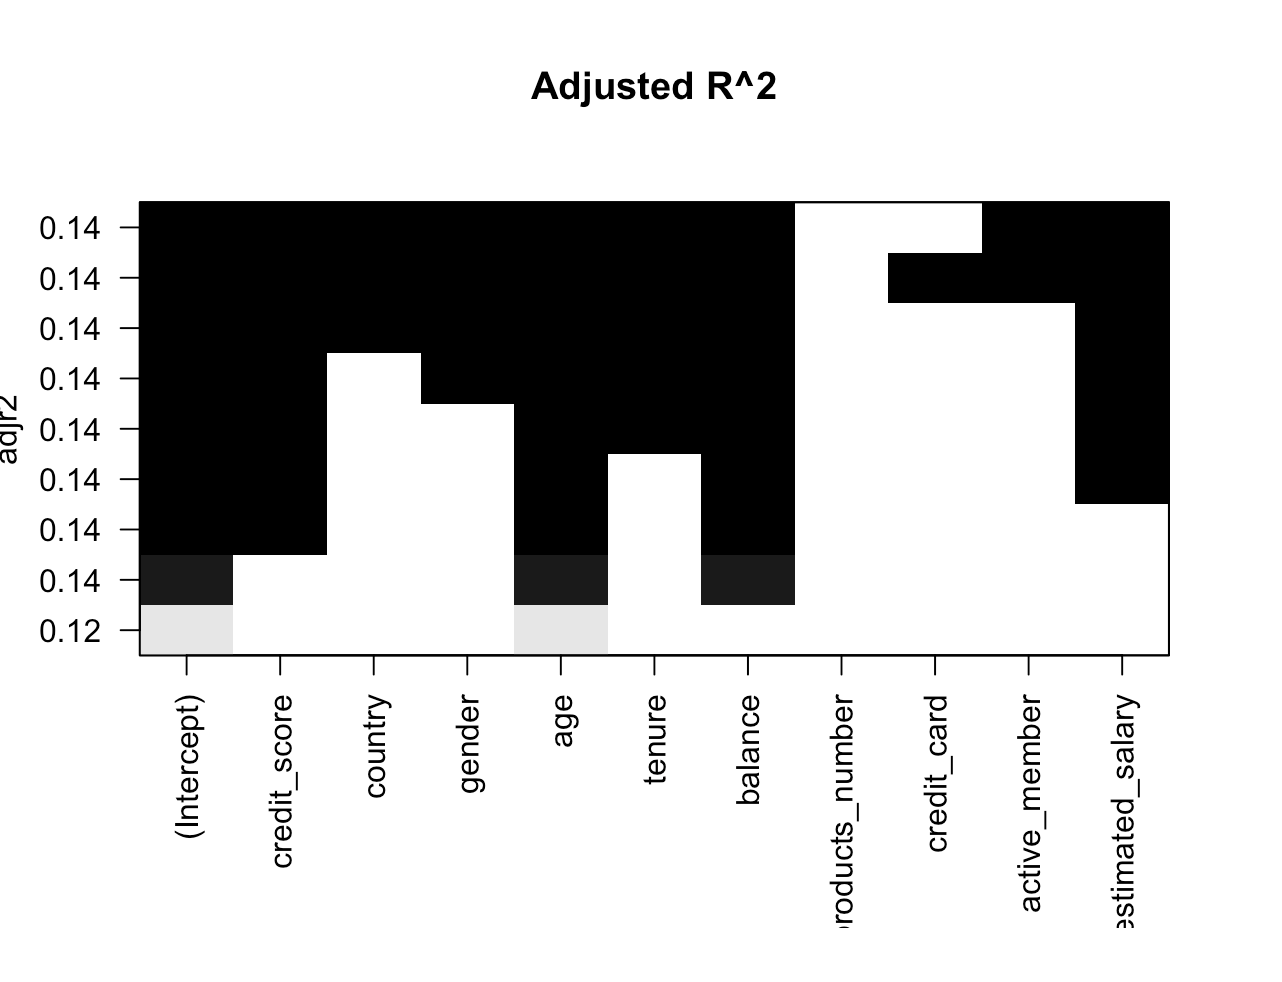 Adjusted R^2
0.14
0.14
0.14
0.14
0.14
0.14
0.14
0.14
0.12
adjr2
(Intercept)
credit_score
country
gender
age
tenure
balance
products_number
credit_card
active_member
estimated_salary